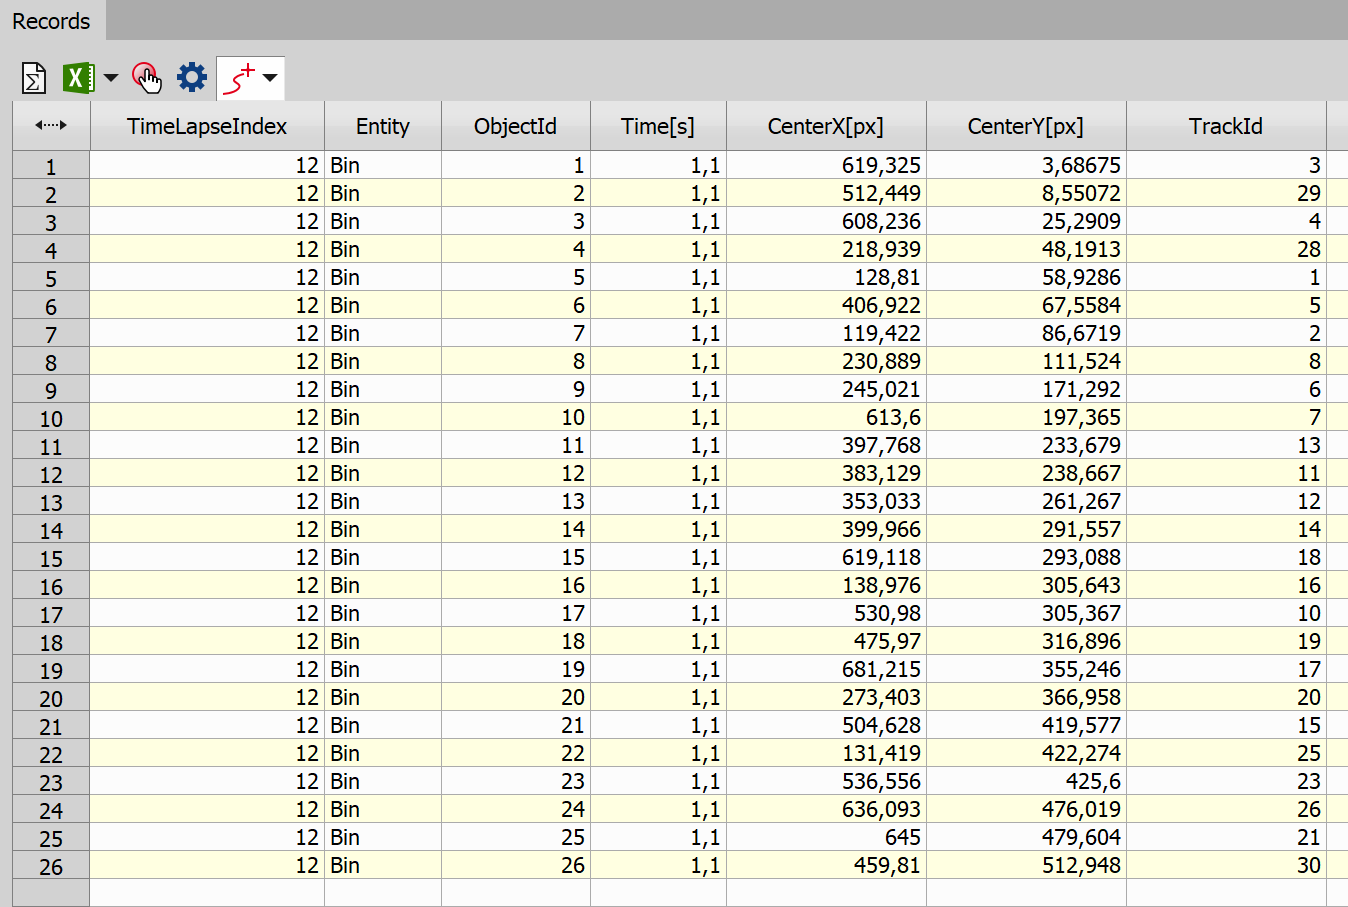 Records
TimeLapseIndex Entity ObjectId Time[s] CenterX[px] CenterY[px] TrackId
1 12 Bin 1 1,1 619,325 3,68675 3
2 12 Bin 2 1,1 512,449 8,55072 29
3 12 Bin 3 1,1 608,236 25,2909 4
4 12 Bin 4 1,1 218,939 48,1913 28
5 12 Bin 5 1,1 128,81 58,9286 1
6 12 Bin 6 1,1 406,922 67,5584 5
7 12 Bin 7 1,1 119,422 86,6719 2
8 12 Bin 8 1,1 230,889 111,524 8
9 12 Bin 9 1,1 245,021 171,292 6
10 12 Bin 10 1,1 613,6 197,365 7
11 12 Bin 11 1,1 397,768 233,679 13
12 12 Bin 12 1,1 383,129 238,667 11
13 12 Bin 13 1,1 353,033 261,267 12
14 12 Bin 14 1,1 399,966 291,557 14
15 12 Bin 15 1,1 619,118 293,088 18
16 12 Bin 16 1,1 138,976 305,643 16
17 12 Bin 17 1,1 530,98 305,367 10
18 12 Bin 18 1,1 475,97 316,896 19
19 12 Bin 19 1,1 681,215 355,246 17
20 12 Bin 20 1,1 273,403 366,958 20
21 12 Bin 21 1,1 504,628 419,577 15
22 12 Bin 22 1,1 131,419 422,274 25
23 12 Bin 23 1,1 536,556 425,6 23
24 12 Bin 24 1,1 636,093 476,019 26
25 12 Bin 25 1,1 645 479,604 21
26 12 Bin 26 1,1 459,81 512,948 30